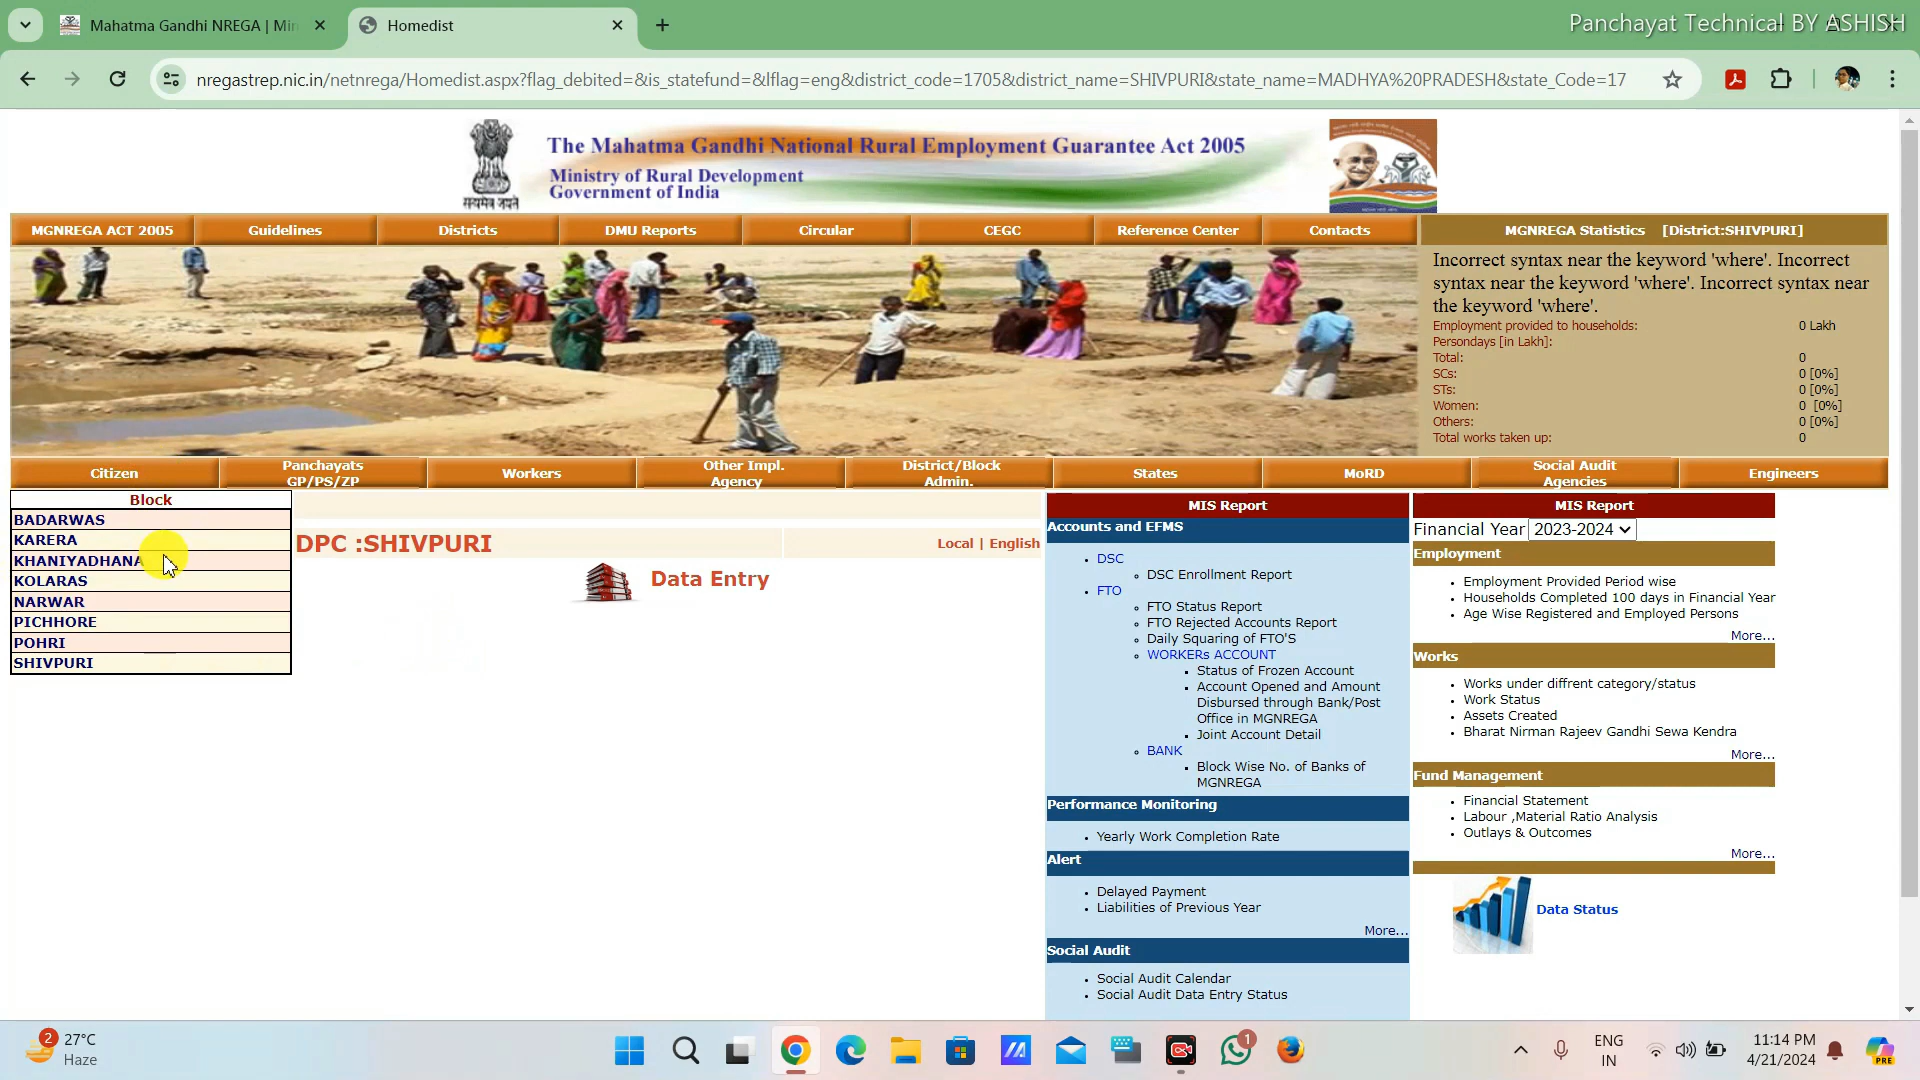 Mahatma Gandhi NREGA | Min
Homedist
Panchayat Technical BY ASHISH
nregastrep.nic.in/netnrega/Homedist.aspx?flag_debited=&is_statefund=&lflag=eng&district_code=1705&district_name=SHIVPURI&state_name=MADHYA%20PRADESH&state_Code=17
The Mahatma Gandhi National Rural Employment Guarantee Act 2005
Ministry of Rural Development
Government of India
सत्यमेव जयते
MGNREGA ACT 2005
Guidelines
Districts
DMU Reports
Circular
CEGC
Reference Center
Contacts
MGNREGA Statistics [District:SHIVPURI]
Incorrect syntax near the keyword 'where'. Incorrect
syntax near the keyword 'where'. Incorrect syntax near
the keyword 'where'.
Employment provided to households: 0 Lakh
Persondays [in Lakh]:
Total: 0
SCs: 0 [0%]
STs: 0 [0%]
Women: 0 [0%]
Others: 0 [0%]
Total works taken up: 0
Citizen
Panchayats
GP/PS/ZP
Workers
Other Impl.
Agency
District/Block
Admin.
States
MoRD
Social Audit
Agencies
Engineers
Block
BADARWAS
KARERA
KHANIYADHANA
KOLARAS
NARWAR
PICHHORE
POHRI
SHIVPURI
DPC :SHIVPURI
Local | English
Data Entry
MIS Report
Accounts and EFMS
DSC
DSC Enrollment Report
FTO
FTO Status Report
FTO Rejected Accounts Report
Daily Squaring of FTO'S
WORKERs ACCOUNT
Status of Frozen Account
Account Opened and Amount
Disbursed through Bank/Post
Office in MGNREGA
Joint Account Detail
BANK
Block Wise No. of Banks of
MGNREGA
Performance Monitoring
Yearly Work Completion Rate
Alert
Delayed Payment
Liabilities of Previous Year
More...
Social Audit
Social Audit Calendar
Social Audit Data Entry Status
MIS Report
Financial Year 2023-2024
Employment
Employment Provided Period wise
Households Completed 100 days in Financial Year
Age Wise Registered and Employed Persons
More...
Works
Works under diffrent category/status
Work Status
Assets Created
Bharat Nirman Rajeev Gandhi Sewa Kendra
More...
Fund Management
Financial Statement
Labour ,Material Ratio Analysis
Outlays & Outcomes
More...
Data Status
2
27°C
Haze
1
ENG
IN
11:14 PM
4/21/2024
PRE